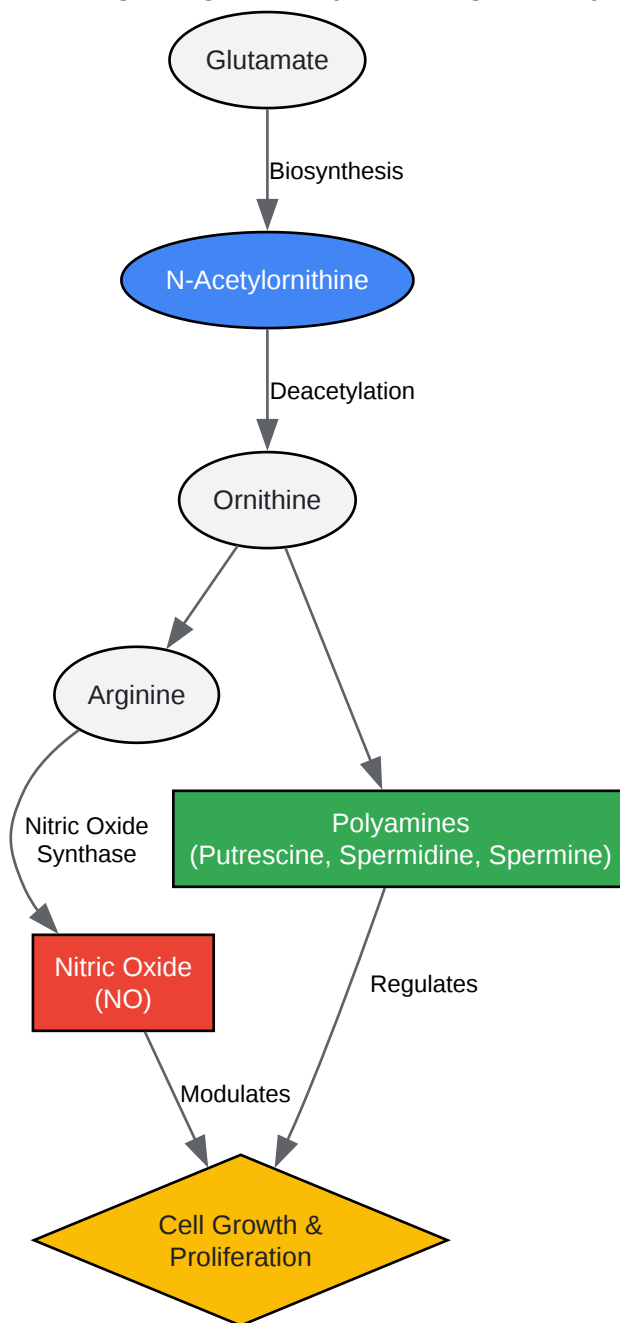 Glutamate
Biosynthesis
N-Acetylornithine
Deacetylation
Ornithine
Arginine
Nitric Oxide
Synthase
Polyamines
(Putrescine, Spermidine, Spermine)
Nitric Oxide
(NO)
Regulates
Modulates
Cell Growth &
Proliferation